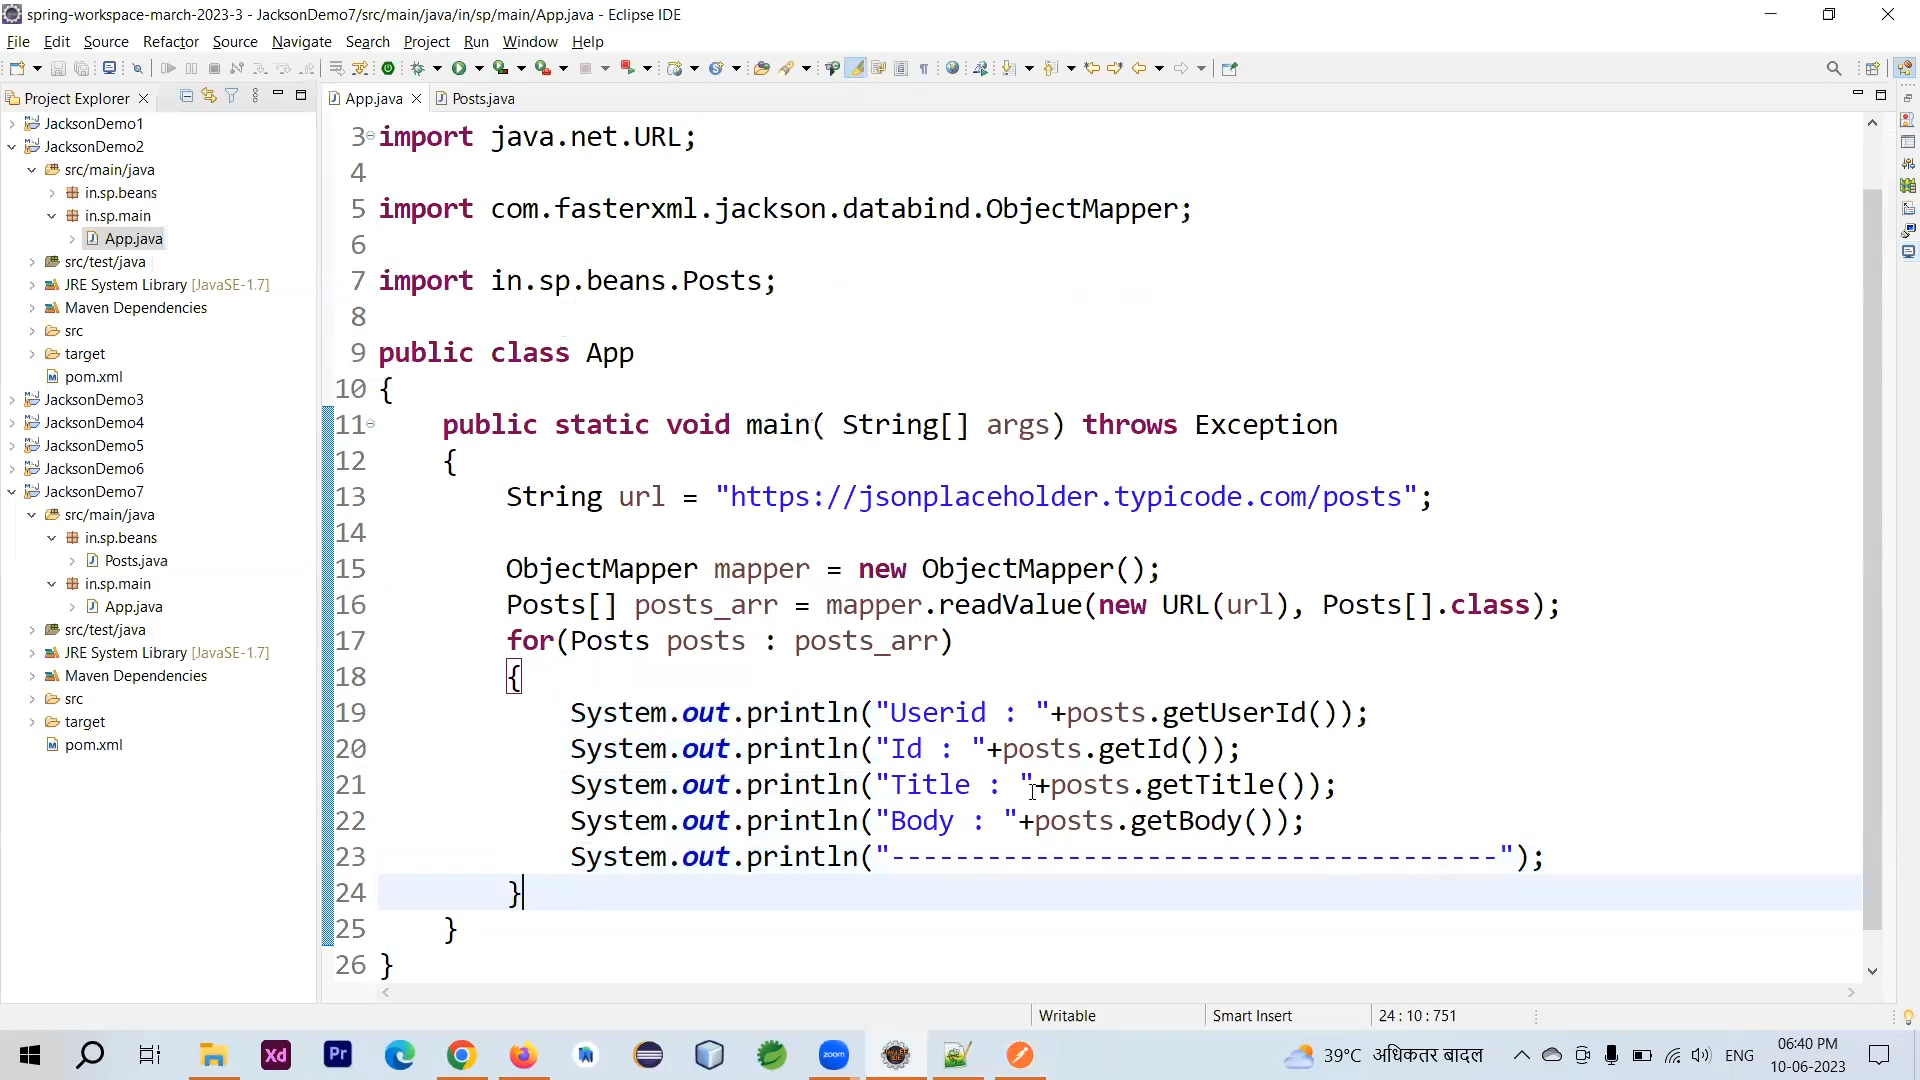 spring-workspace-march-2023-3 - JacksonDemo7/src/main/java/in/sp/main/App.java - Eclipse IDE
File Edit Source Refactor Source Navigate Search Project Run Window Help
Project Explorer
App.java
Posts.java
JacksonDemo1
JacksonDemo2
src/main/java
in.sp.beans
in.sp.main
App.java
src/test/java
JRE System Library [JavaSE-1.7]
Maven Dependencies
src
target
pom.xml
JacksonDemo3
JacksonDemo4
JacksonDemo5
JacksonDemo6
JacksonDemo7
src/main/java
in.sp.beans
Posts.java
in.sp.main
App.java
src/test/java
JRE System Library [JavaSE-1.7]
Maven Dependencies
src
target
pom.xml
3 import java.net.URL;
4
5 import com.fasterxml.jackson.databind.ObjectMapper;
6
7 import in.sp.beans.Posts;
8
9 public class App
10 {
11 public static void main( String[] args) throws Exception
12 {
13 String url = "https://jsonplaceholder.typicode.com/posts";
14
15 ObjectMapper mapper = new ObjectMapper();
16 Posts[] posts_arr = mapper.readValue(new URL(url), Posts[].class);
17 for(Posts posts : posts_arr)
18 {
19 System.out.println("Userid : "+posts.getUserId());
20 System.out.println("Id : "+posts.getId());
21 System.out.println("Title : "+posts.getTitle());
22 System.out.println("Body : "+posts.getBody());
23 System.out.println("--------------------------------------");
24 }
25 }
26 }
Writable
Smart Insert
24 : 10 : 751
Xd
Pr
zoom
39°C अधिकतर बादल
ENG
06:40 PM
10-06-2023